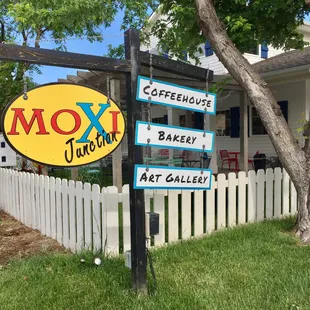 MOXI
Junction
Coffeehouse
Bakery
Art Gallery